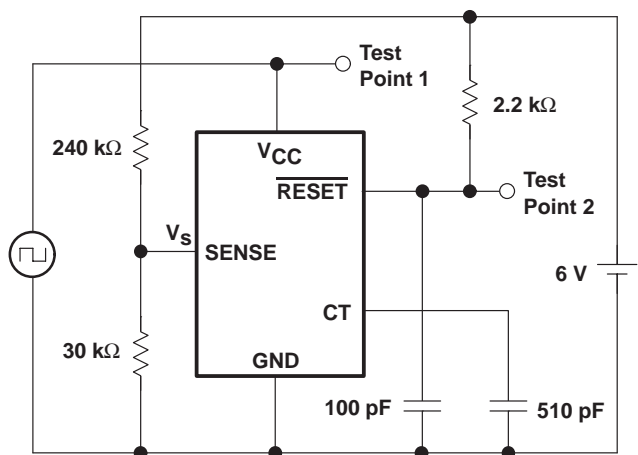 Test
Point 1
2.2 kΩ
240 kΩ
VCC
RESET
Test
Point 2
Vs
SENSE
6 V
CT
30 kΩ
GND
100 pF
510 pF